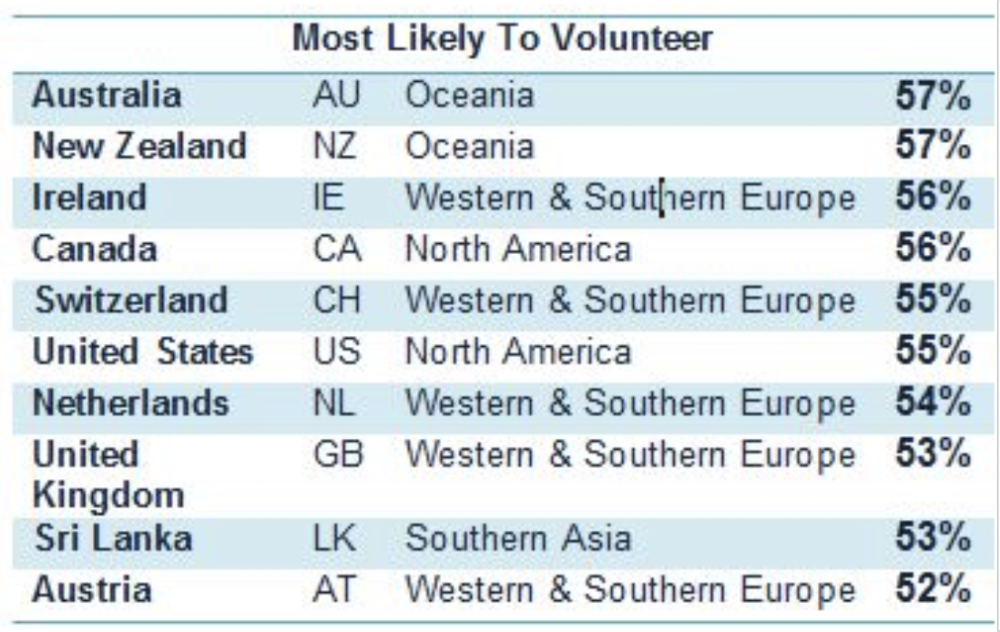 Most Likely To Volunteer
Australia AU Oceania 57%
New Zealand NZ Oceania 57%
Ireland IE Western & Southern Europe 56%
Canada CA North America 56%
Switzerland CH Western & Southern Europe 55%
United States US North America 55%
Netherlands NL Western & Southern Europe 54%
United GB Western & Southern Europe 53%
Kingdom
Sri Lanka LK Southern Asia 53%
Austria AT Western & Southern Europe 52%